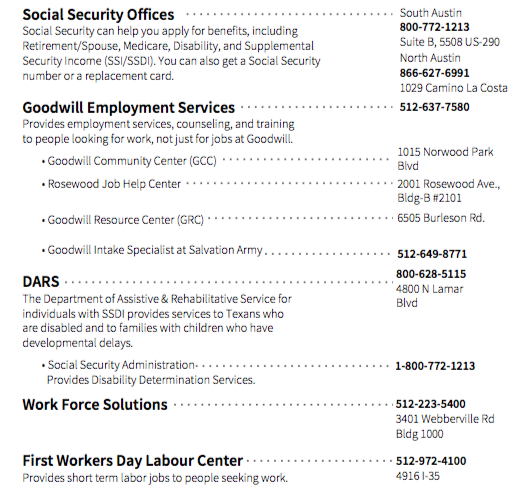 Social Security Offices
Social Security can help you apply for benefits, including
Retirement/Spouse, Medicare, Disability, and Supplemental
Security Income (SSI/SSDI). You can also get a Social Security
number or a replacement card.
South Austin
800-772-1213
Suite B, 5508 US-290
North Austin
866-627-6991
1029 Camino La Costa
Goodwill Employment Services
512-637-7580
Provides employment services, counseling, and training
to people looking for work, not just for jobs at Goodwill.
• Goodwill Community Center (GCC)
1015 Norwood Park
Blvd
• Rosewood Job Help Center
2001 Rosewood Ave.,
Bldg-B #2101
• Goodwill Resource Center (GRC)
6505 Burleson Rd.
• Goodwill Intake Specialist at Salvation Army
512-649-8771
DARS
800-628-5115
4800 N Lamar
Blvd
The Department of Assistive & Rehabilitative Service for
individuals with SSDI provides services to Texans who
are disabled and to families with children who have
developmental delays.
• Social Security Administration
1-800-772-1213
Provides Disability Determination Services.
Work Force Solutions
512-223-5400
3401 Webberville Rd
Bldg 1000
First Workers Day Labour Center
512-972-4100
Provides short term labor jobs to people seeking work.
4916 I-35